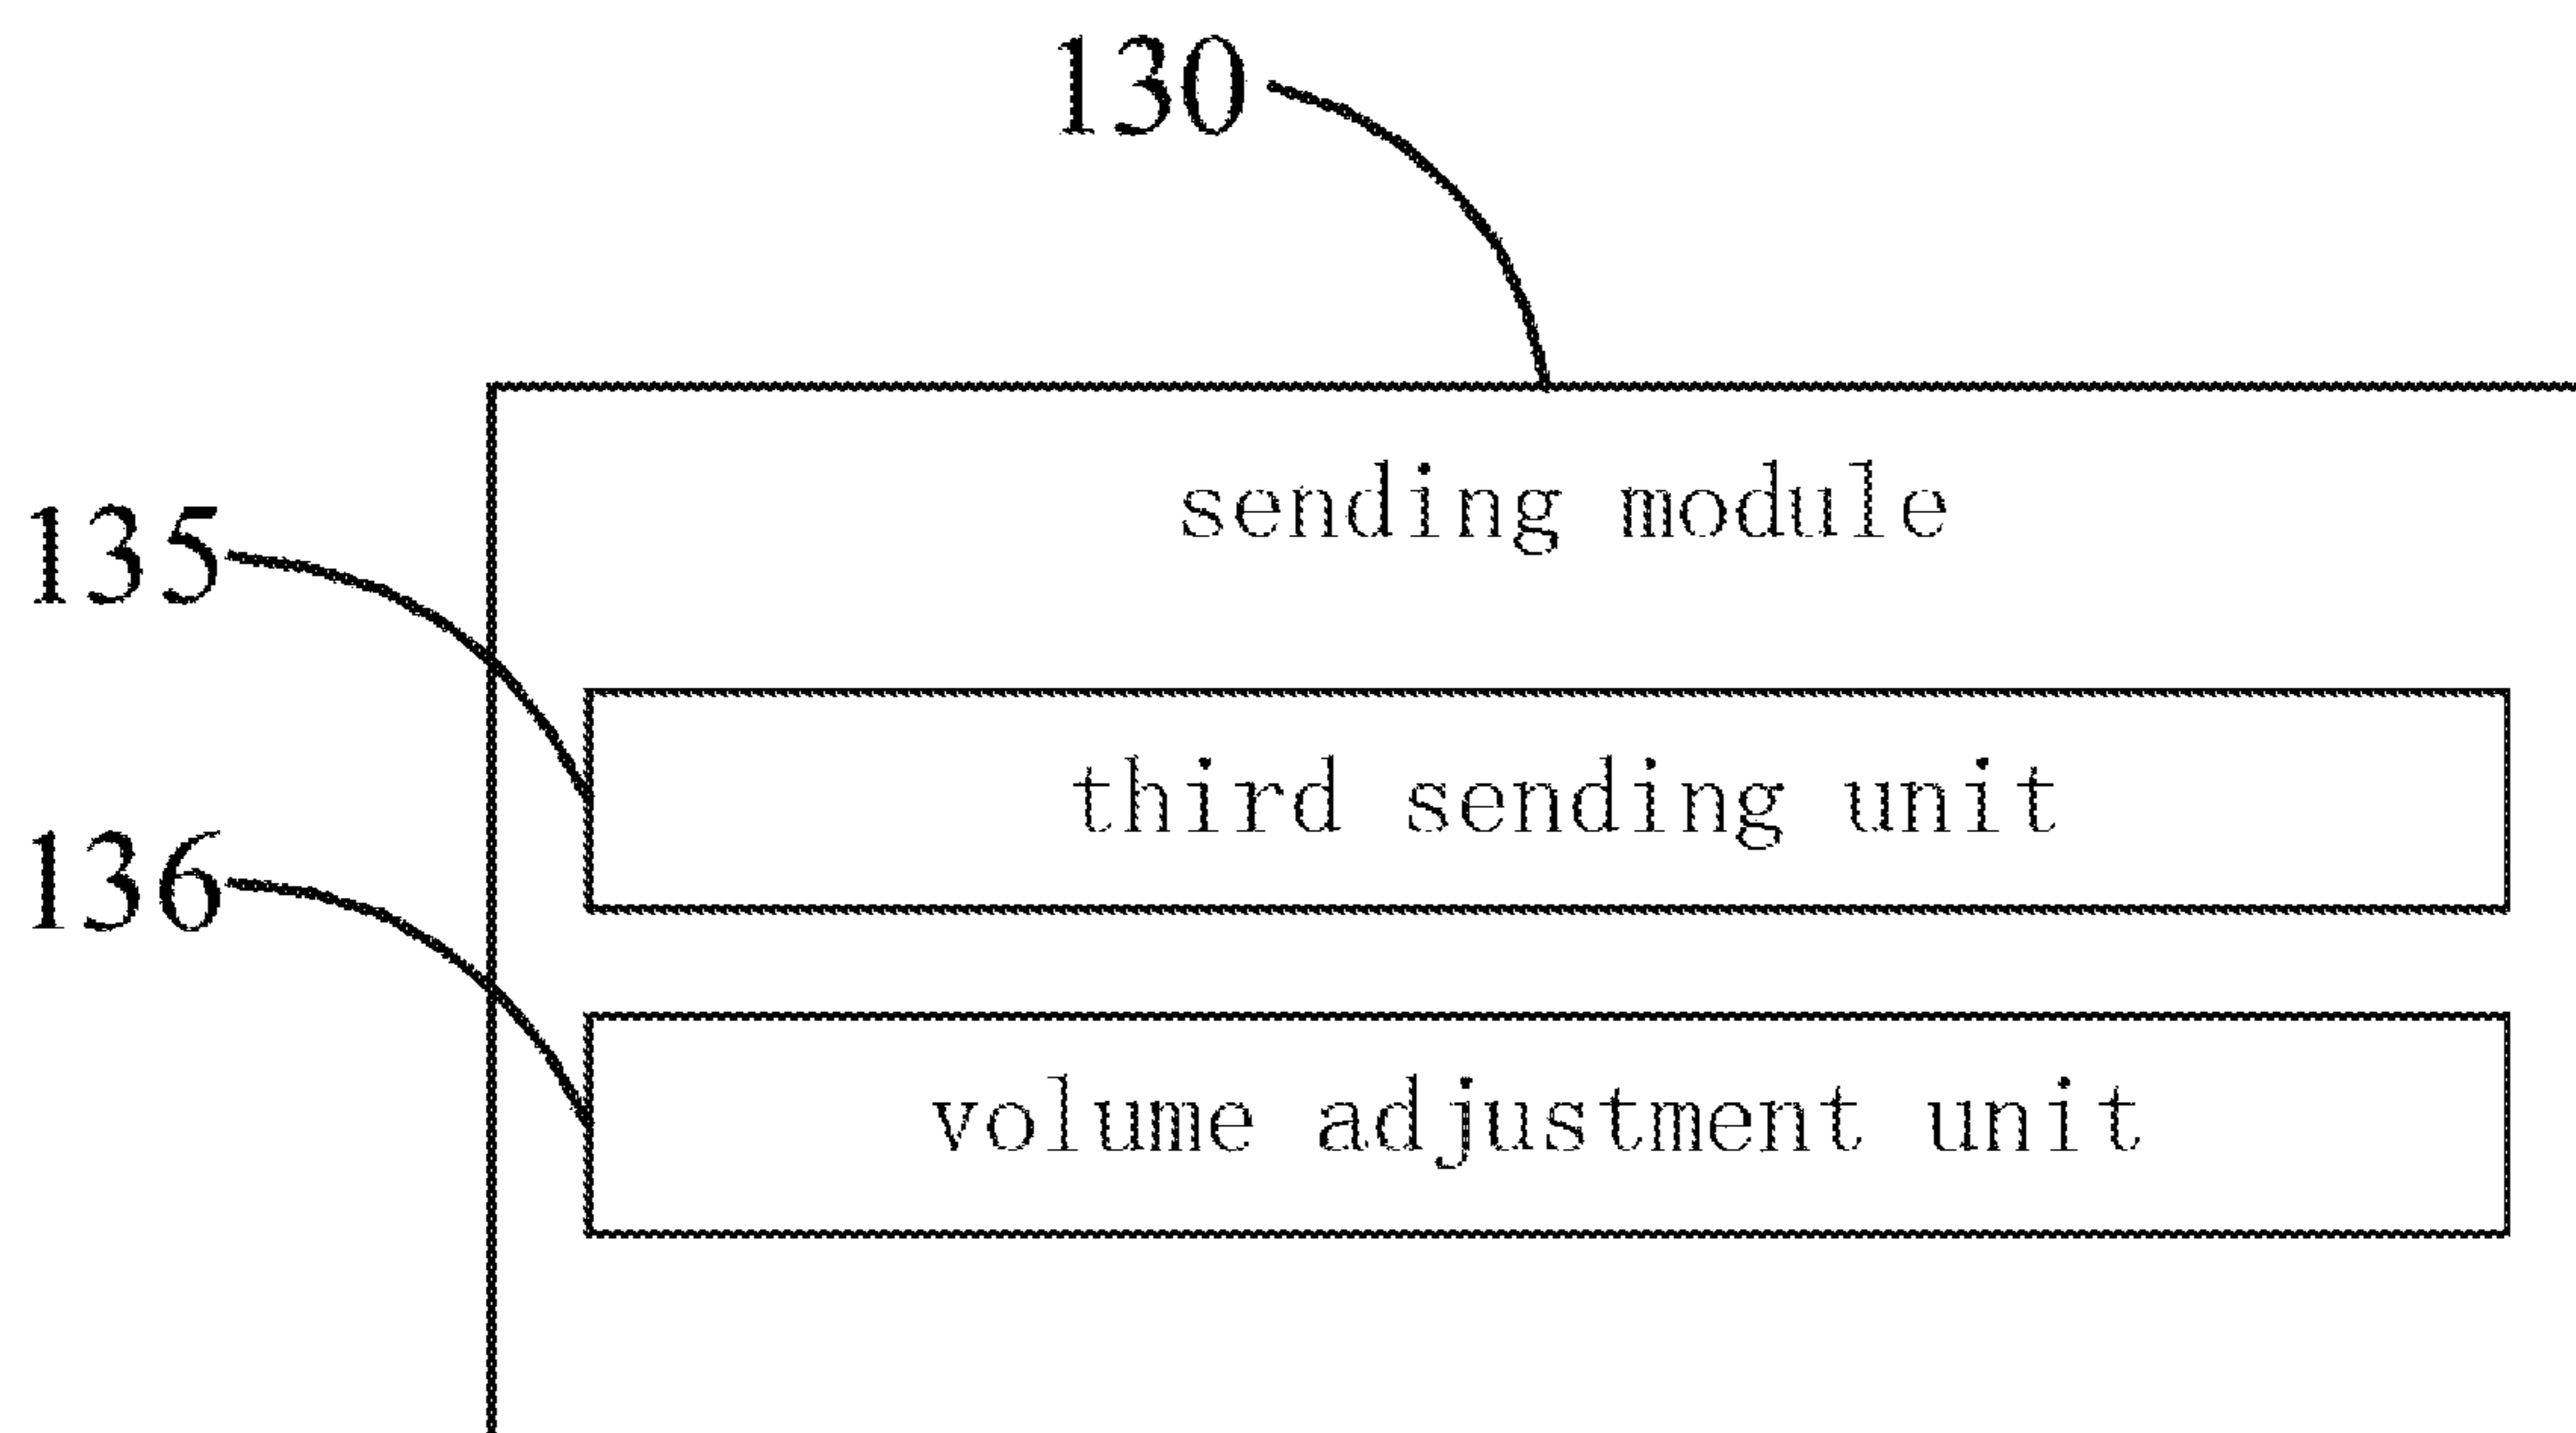 130
sending module
135
third sending unit
136
volume adjustment unit